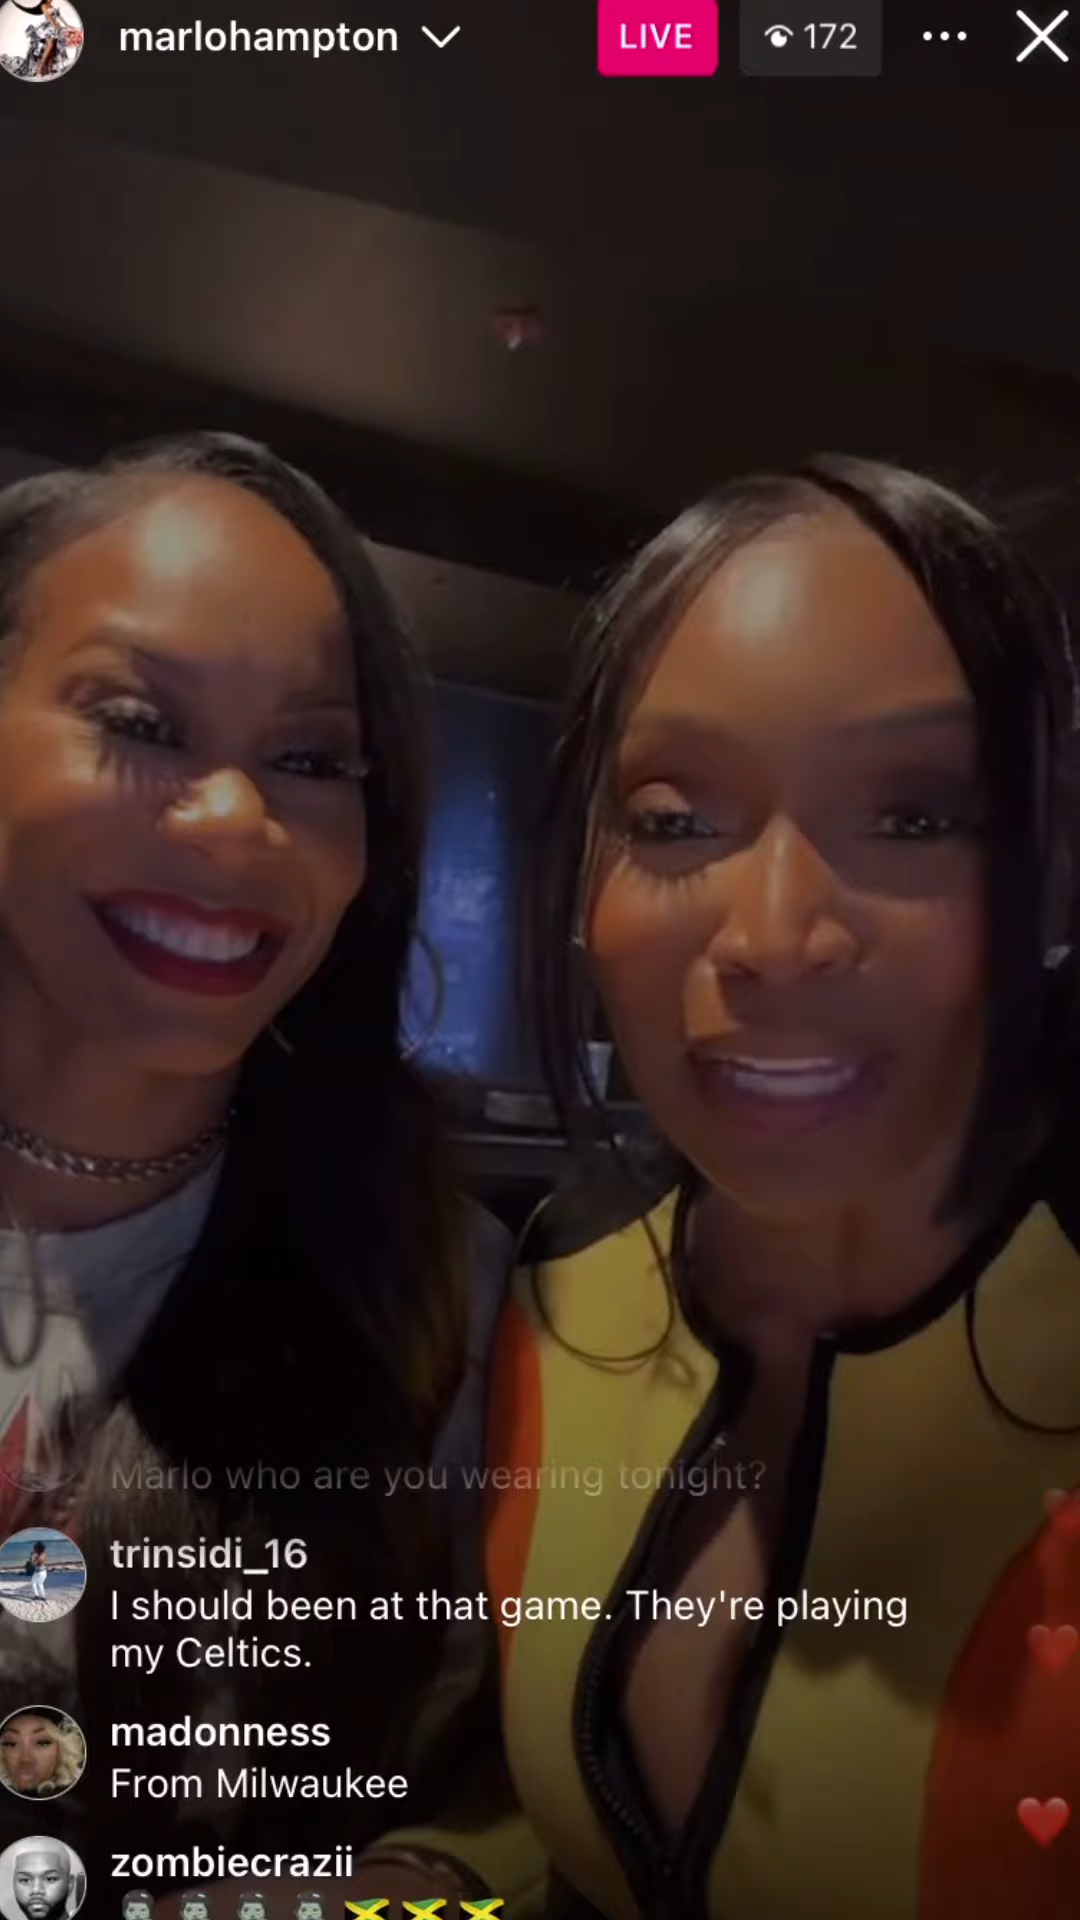 marlohampton
LIVE
172
Marlo who are you wearing tonight?
trinsidi_16
I should been at that game. They're playing
my Celtics.
madonness
From Milwaukee
zombiecrazii